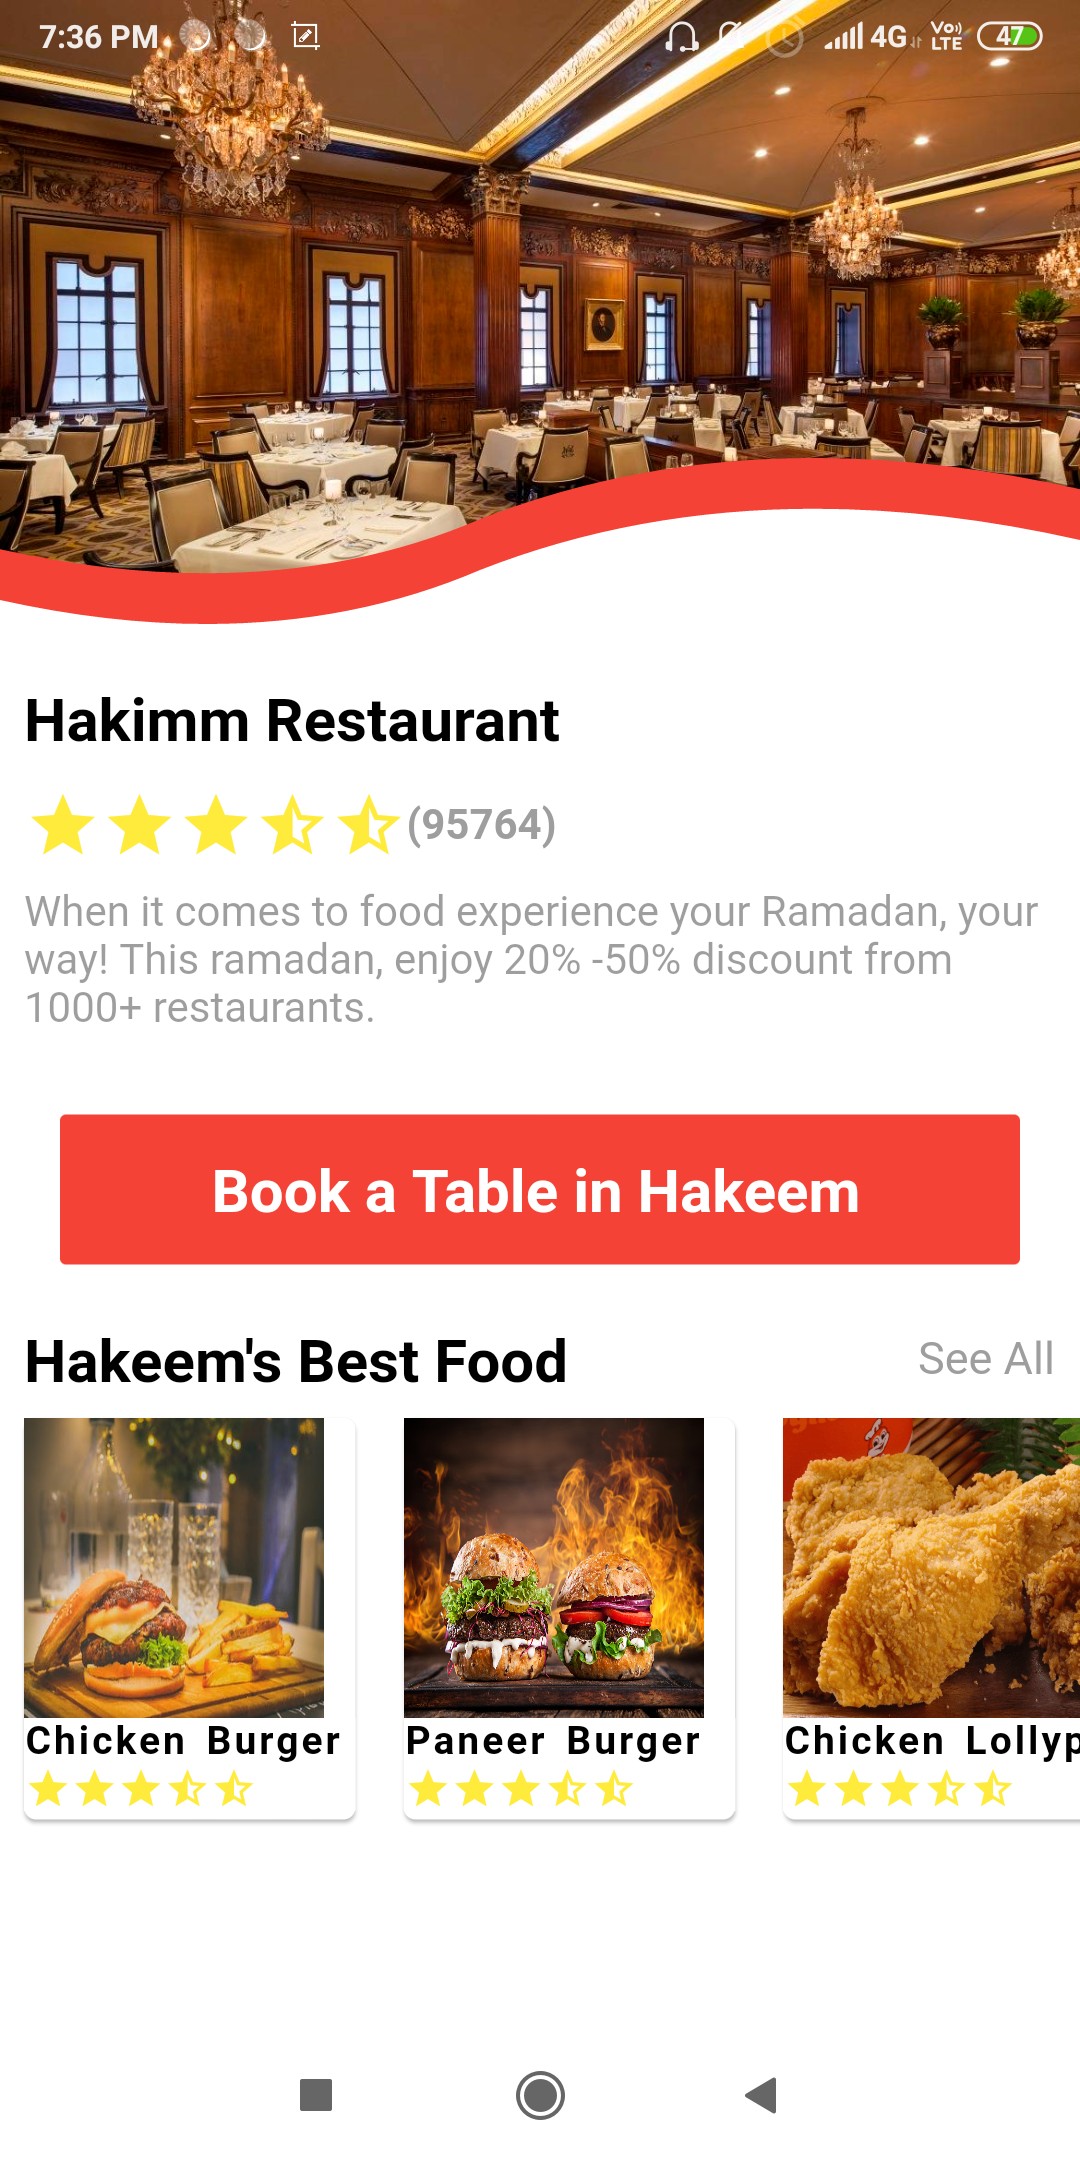 7:36 PM
4G
Vo))
LTE
47
Hakimm Restaurant
(95764)
When it comes to food experience your Ramadan, your
way! This ramadan, enjoy 20% -50% discount from
1000+ restaurants.
Book a Table in Hakeem
Hakeem's Best Food
See All
Chicken Burger
Paneer Burger
Chicken Lollyp